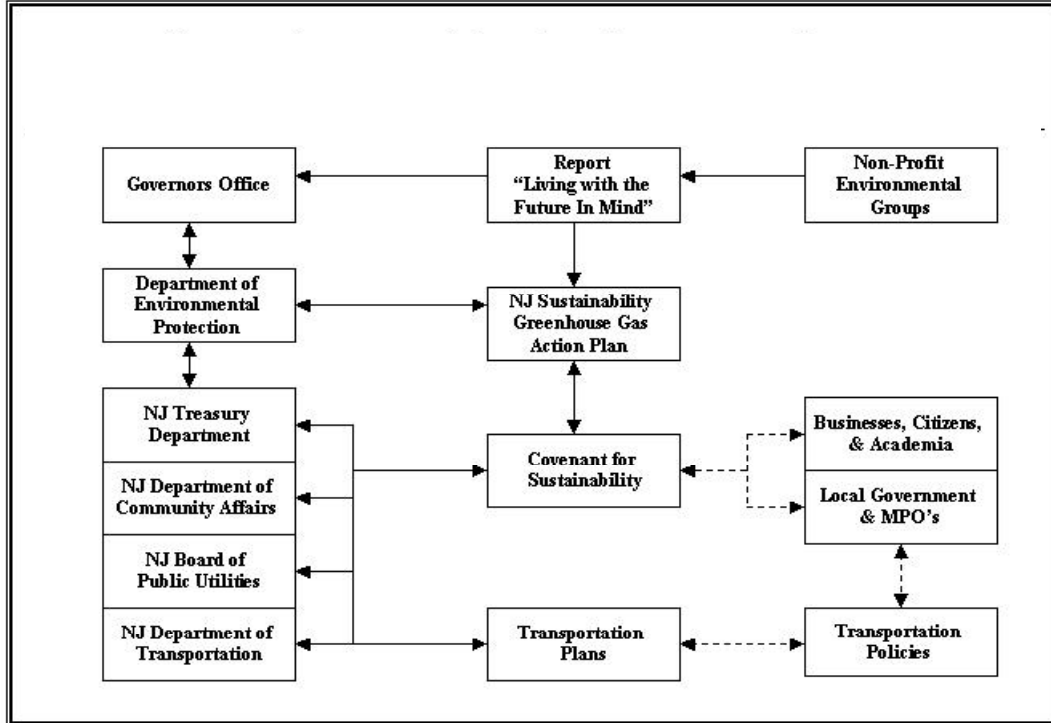 Governors Office
Report
“Living with the
Future In Mind”
Non-Profit
Environmental
Groups
Department of
Environmental
Protection
NJ Sustainability
Greenhouse Gas
Action Plan
NJ Treasury
Department
NJ Department of
Community Affairs
NJ Board of
Public Utilities
NJ Department of
Transportation
Covenant for
Sustainability
Businesses, Citizens,
& Academia
Local Government
& MPO’s
Transportation
Plans
Transportation
Policies